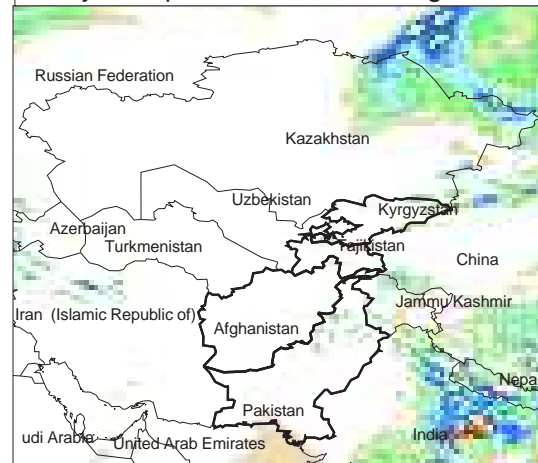 Russian Federation
Kazakhstan
Uzbekistan
Kyrgyzstan
Azerbaijan
Turkmenistan
Tajikistan
China
Jammu/Kashmir
Iran (Islamic Republic of)
Afghanistan
Nepa
Pakistan
udi Arabia
United Arab Emirates
India